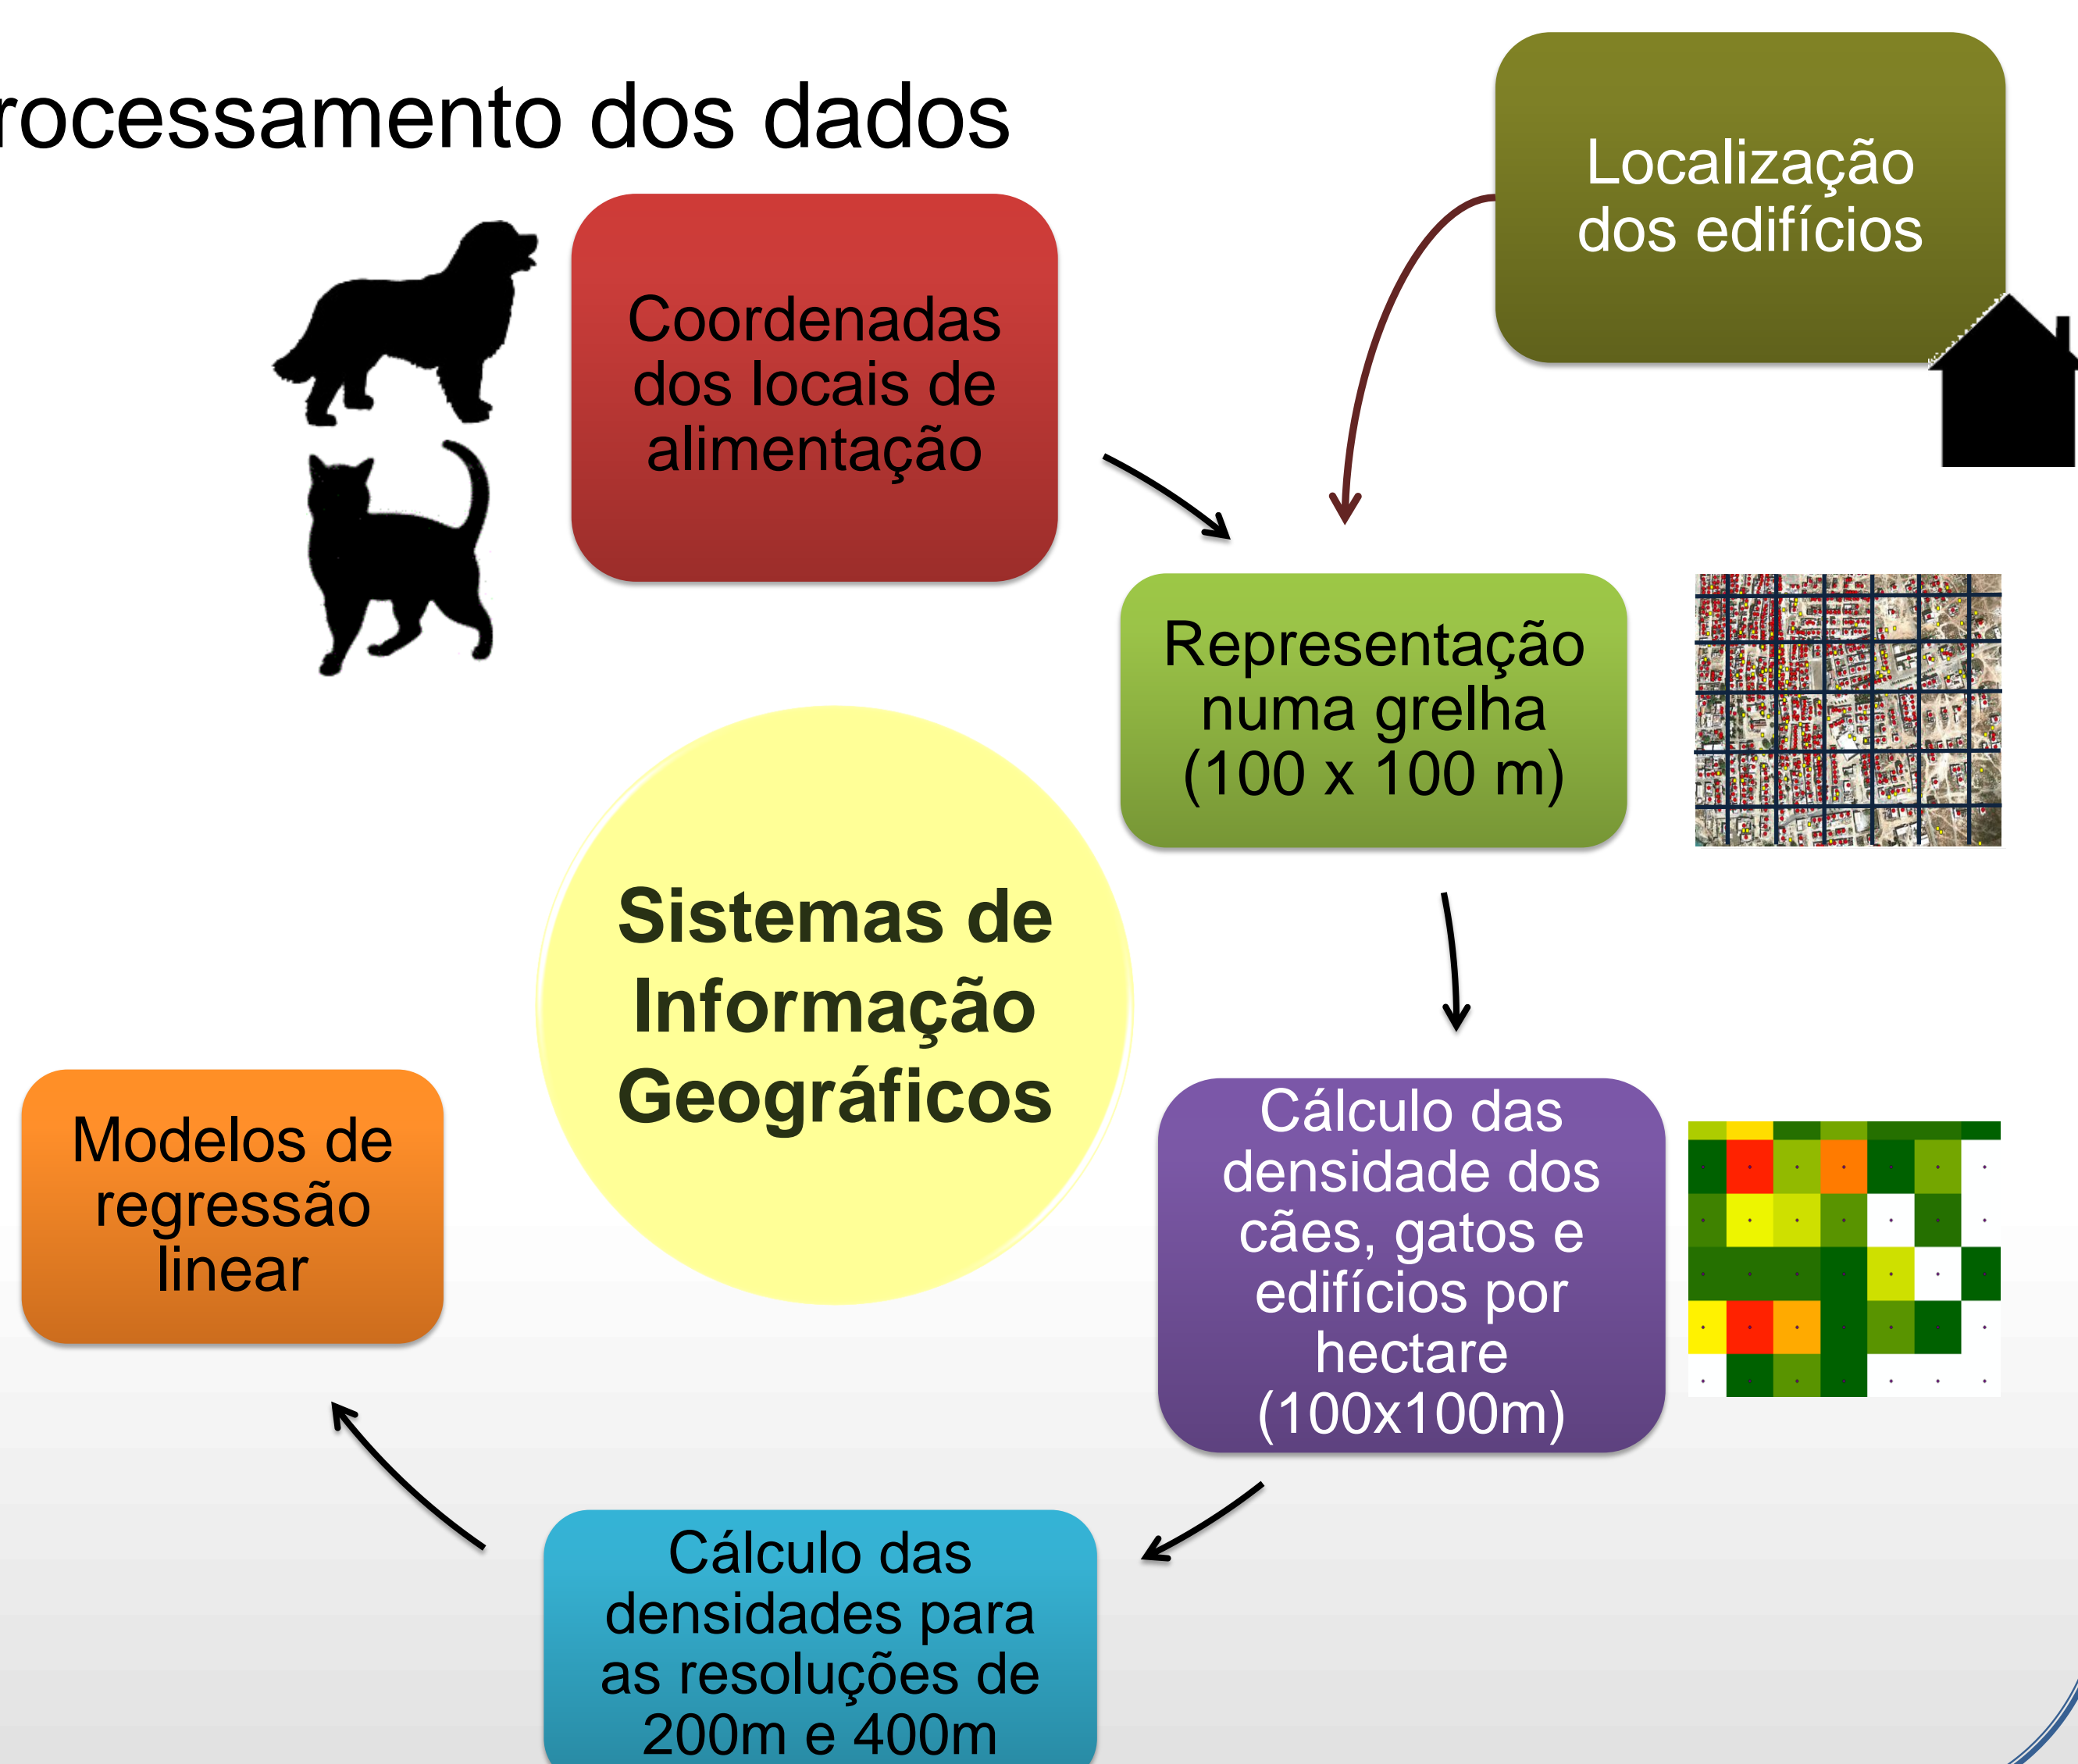 rocessamento dos dados
Localização
dos edifícios
Coordenadas
dos locais de
alimentação
Representação
numa grelha
(100 x 100 m)
Sistemas de
Informação
Geográficos
Cálculo das
densidade dos
cães, gatos e
edifícios por
hectare
(100x100m)
Cálculo das
densidades para
as resoluções de
200m e 400m
Modelos de
regressão
linear